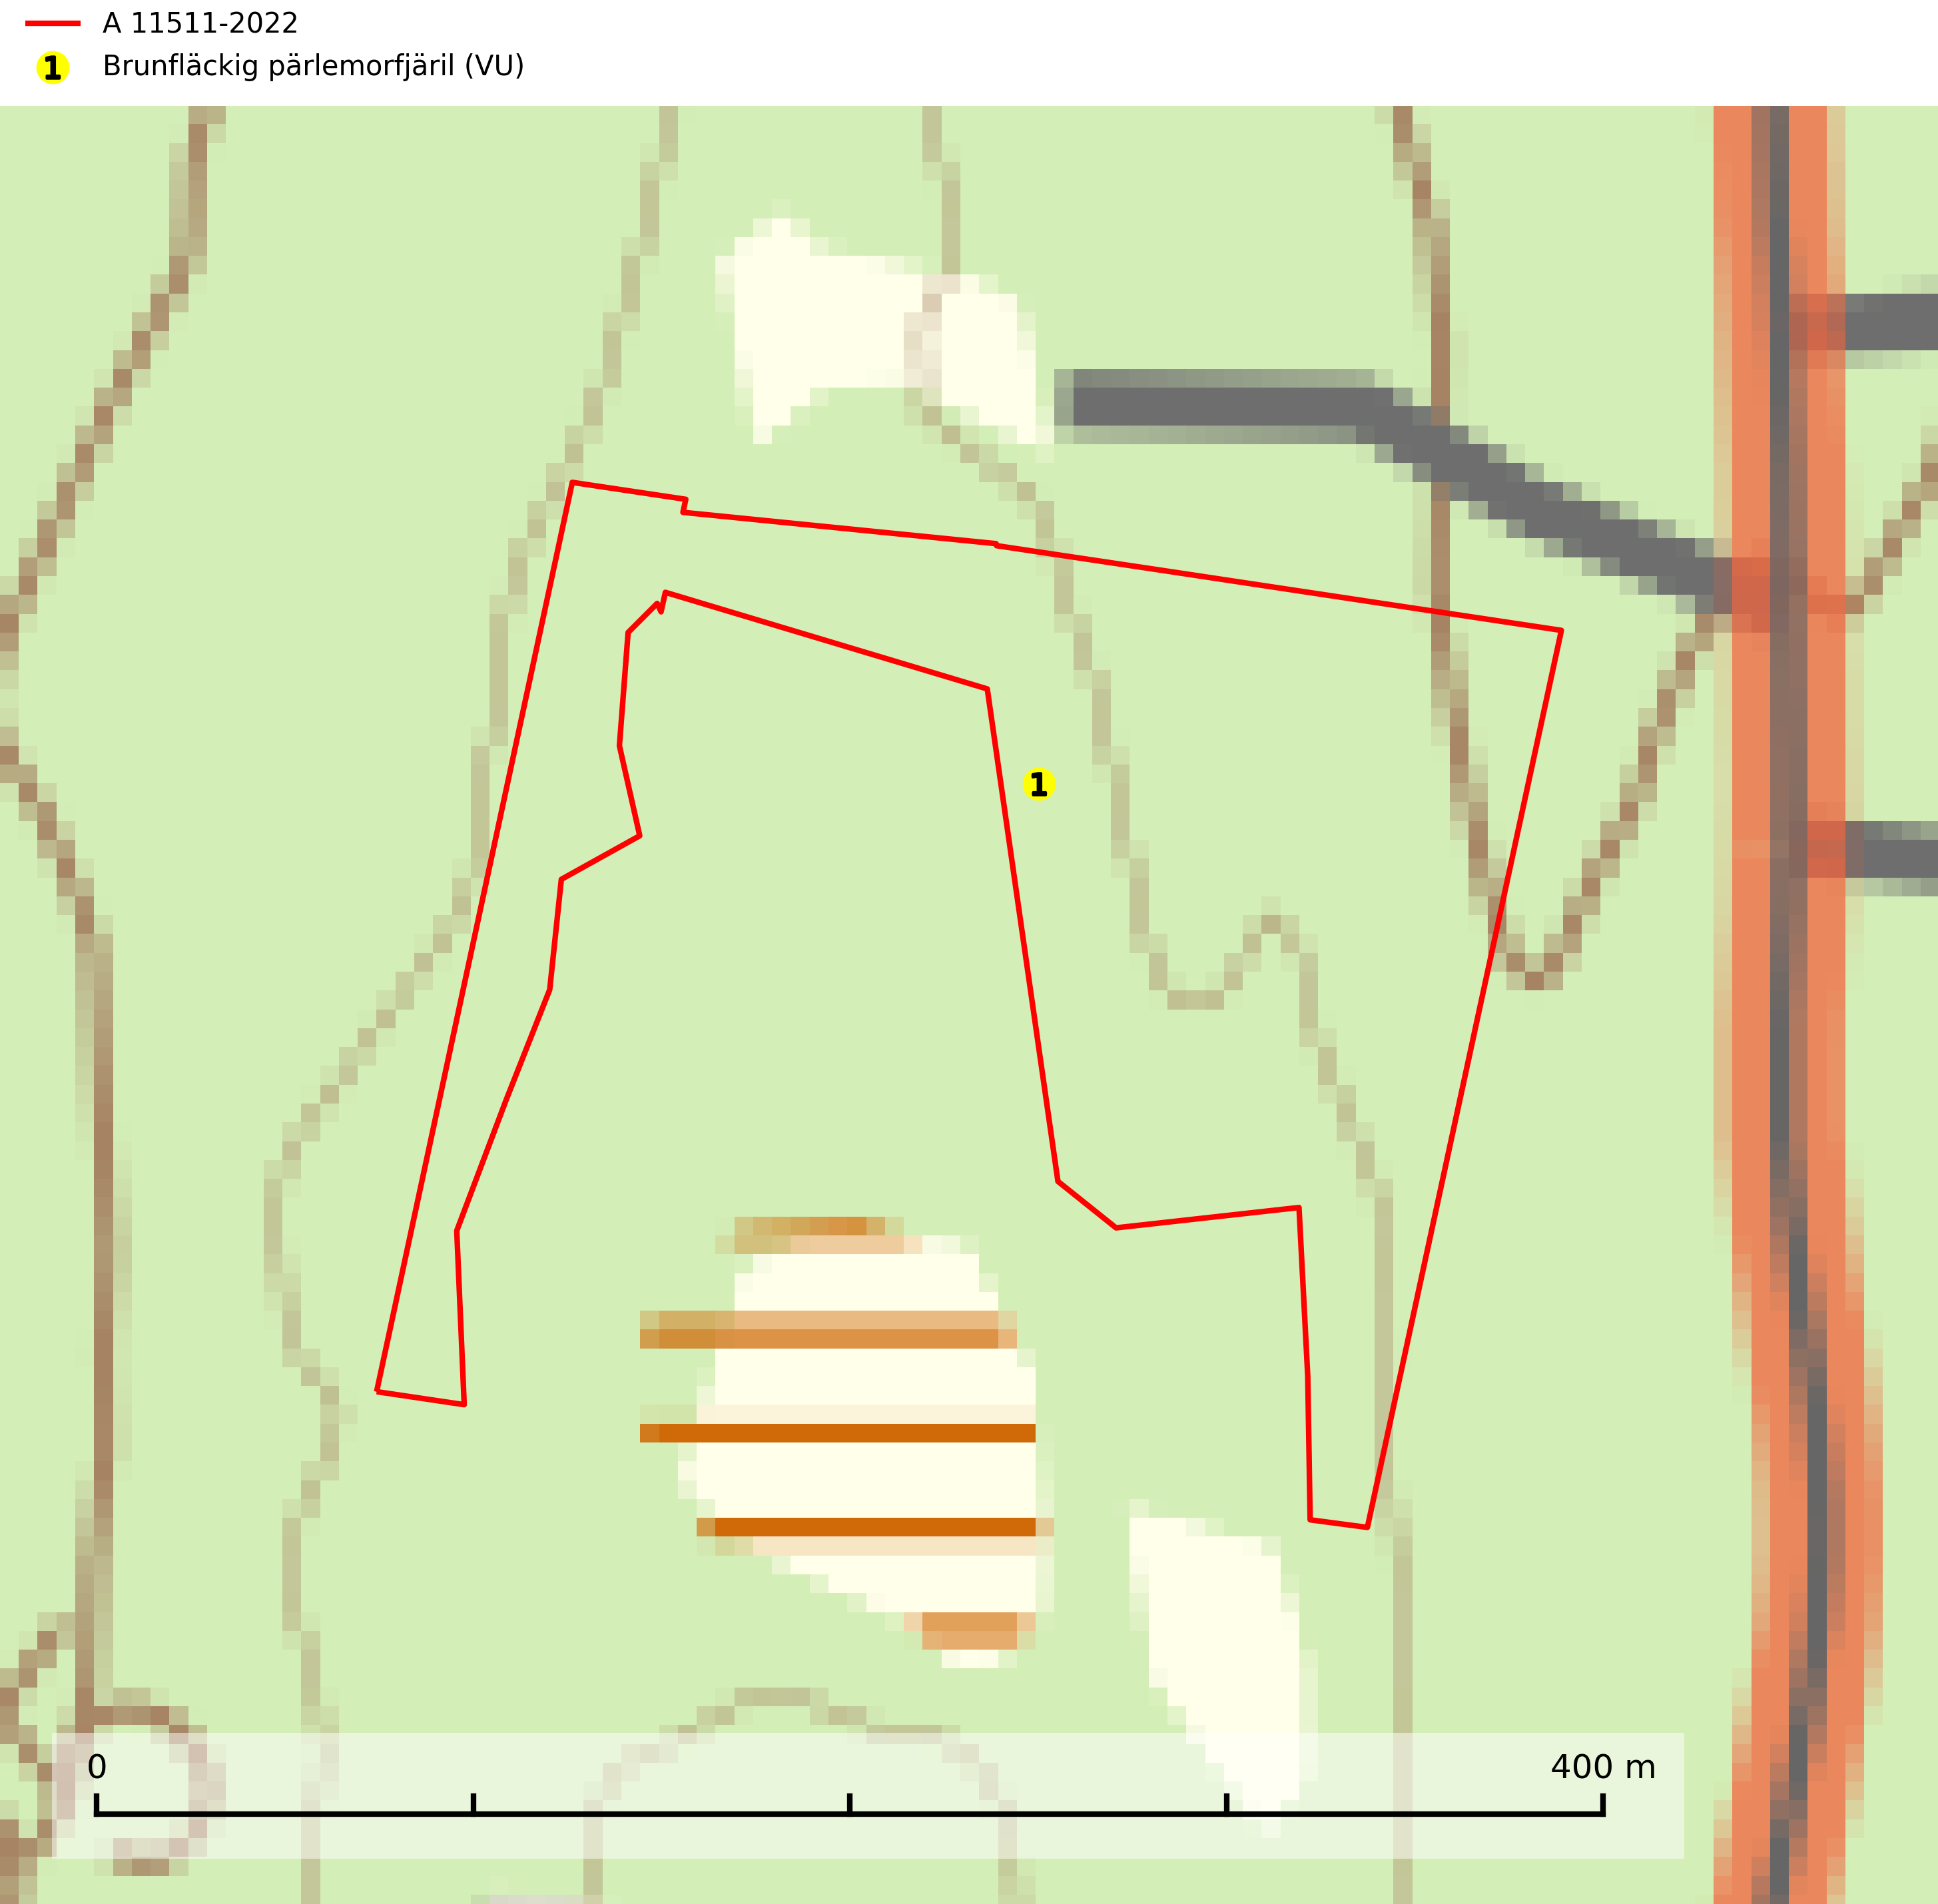 A 11511-2022
1 Brunfläckig pärlemorfjäril (VU)
1
0 400 m